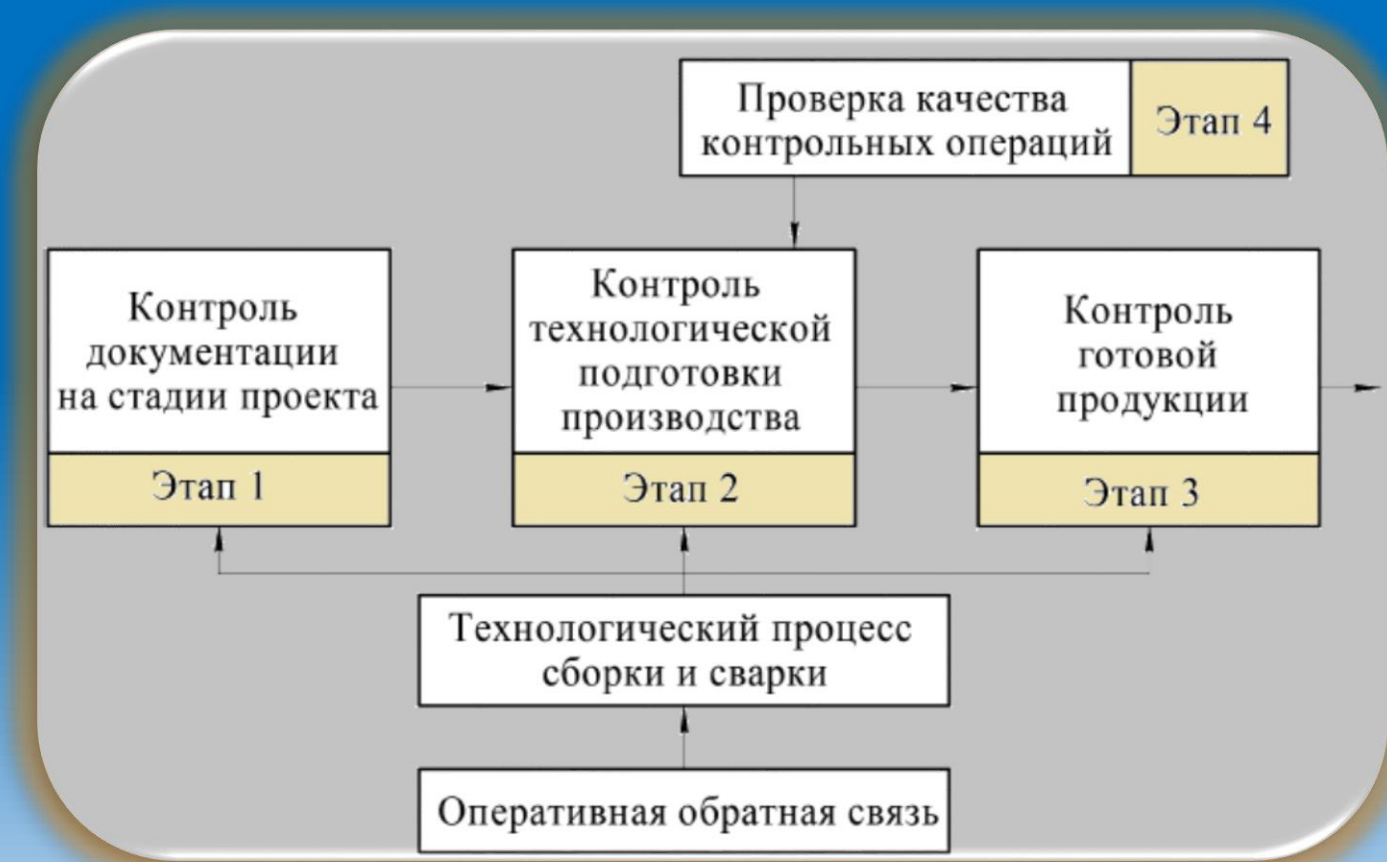 Проверка качества
контрольных операций
Этап 4
Контроль
документации
на стадии проекта
Этап 1
Контроль
технологической
подготовки
производства
Этап 2
Контроль
готовой
продукции
Этап 3
Технологический процесс
сборки и сварки
Оперативная обратная связь